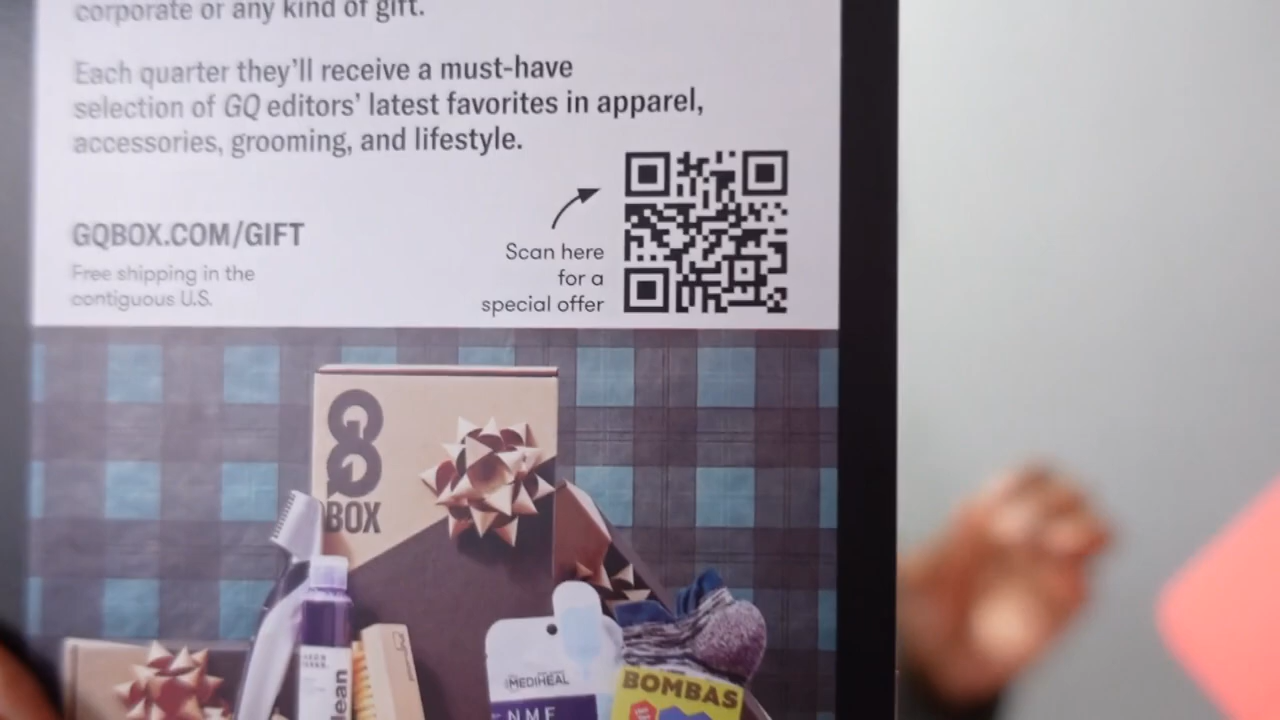 corporate or any kind of gift.
Each quarter they'll receive a must-have
selection of GQ editors' latest favorites in apparel,
accessories, grooming, and lifestyle.
GQBOX.COM/GIFT
Free shipping in the
contiguous U.S.
Scan here
for a
special offer
GQ
BOX
MEDIHEAL
NMF
BOMBAS
lean